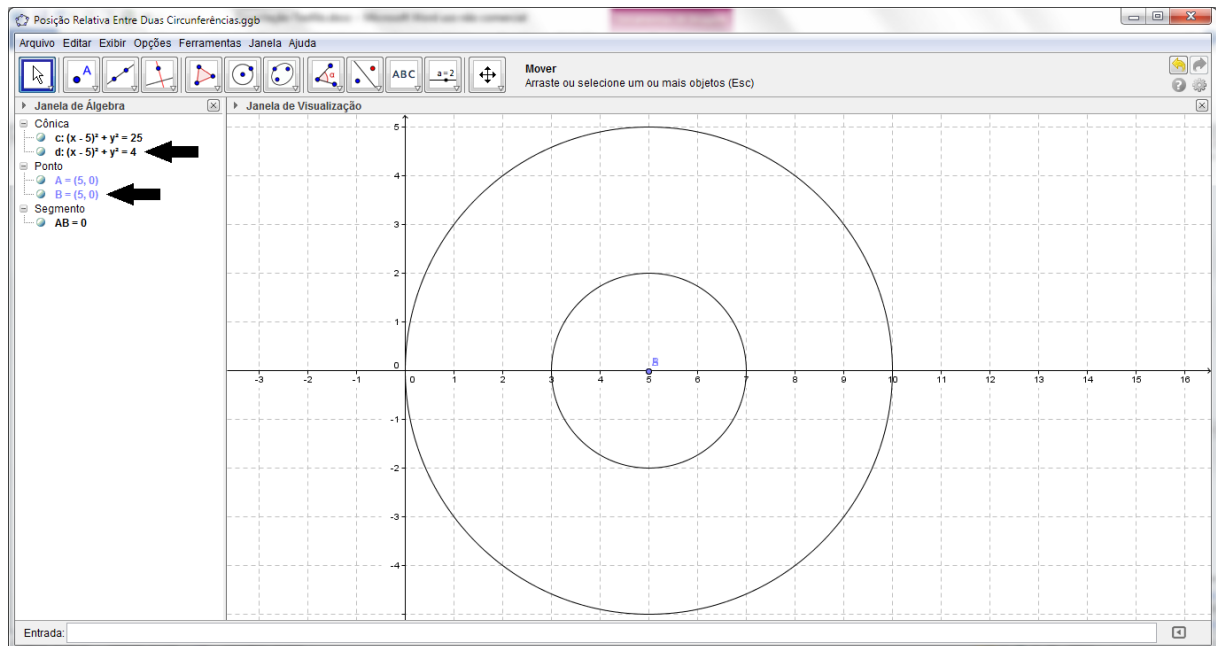 Posição Relativa Entre Duas Circunferências.ggb
Arquivo Editar Exibir Opções Ferramentas Janela Ajuda
A
α
ABC
a=2
Mover
Arraste ou selecione um ou mais objetos (Esc)
Janela de Álgebra
Janela de Visualização
Cônica
c: (x - 5)² + y² = 25
d: (x - 5)² + y² = 4
Ponto
A = (5, 0)
B = (5, 0)
Segmento
AB = 0
5
4
3
2
1
0
-3 -2 -1 0 1 2 3 4 5 6 7 8 9 10 11 12 13 14 15 16
-1
-2
-3
-4
Entrada: